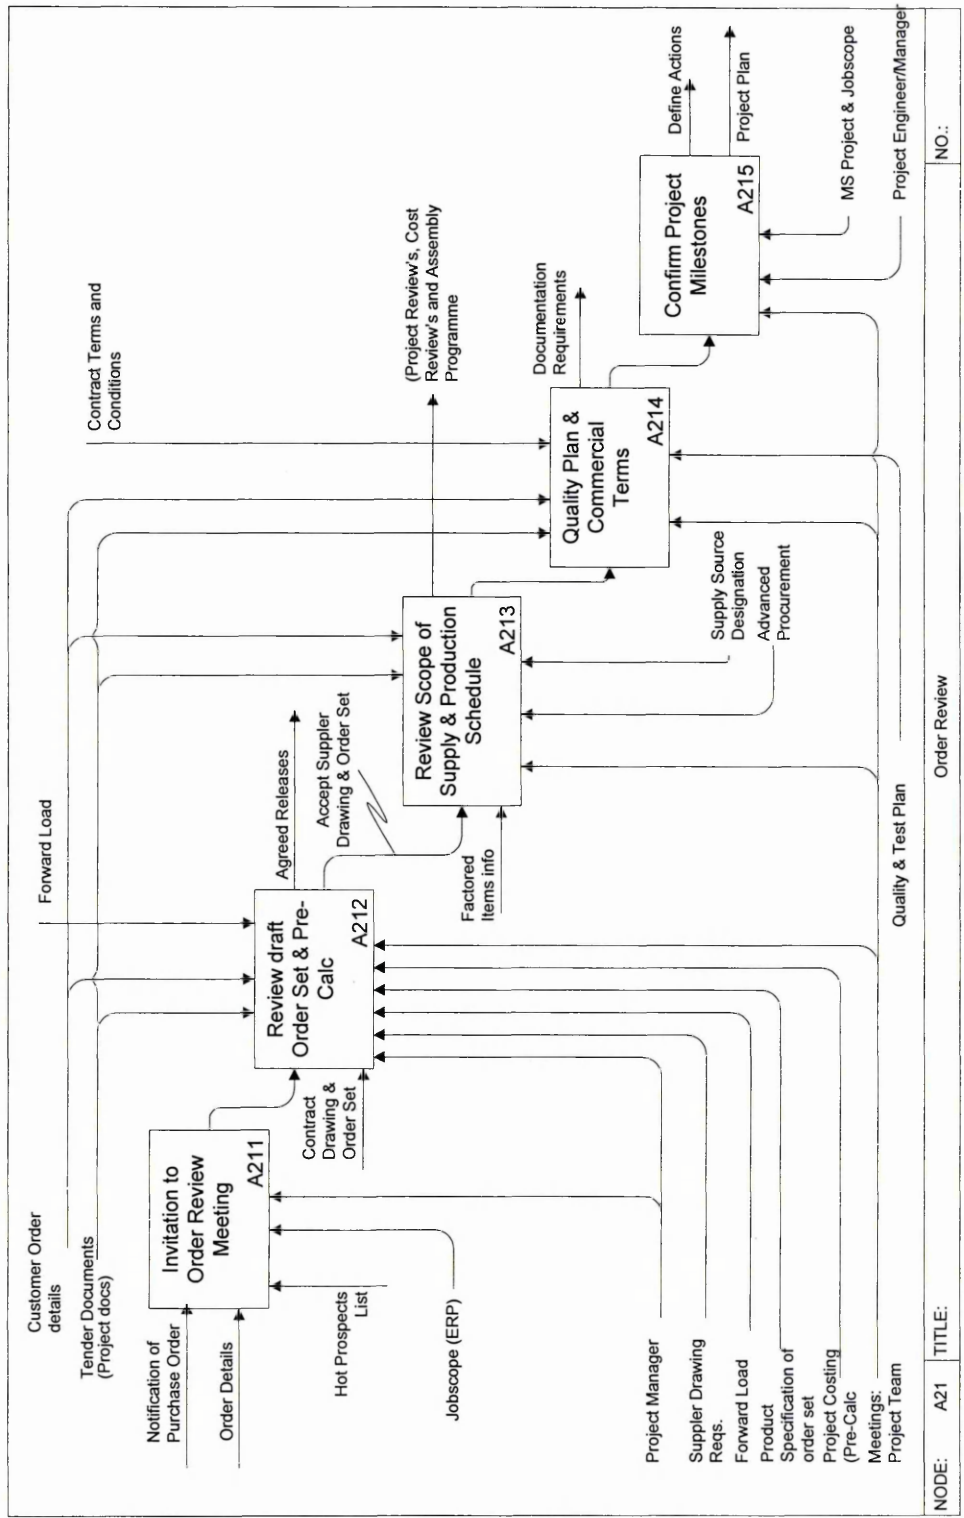 Customer Order
details
Tender Documents
(Project docs)
Forward Load
Contract Terms and
Conditions
Notification of
Purchase Order
Order Details
Invitation to
Order Review
Meeting
A211
Hot Prospects
List
Jobscope (ERP)
Contract
Drawing &
Order Set
Review draft
Order Set & Pre-
Calc
A212
Agreed Releases
Accept Suppler
Drawing & Order Set
Factored
Items info
Review Scope of
Supply & Production
Schedule
A213
(Project Review's, Cost
Review's and Assembly
Programme
Supply Source
Designation
Advanced
Procurement
Quality Plan &
Commercial
Terms
A214
Documentation
Requirements
Confirm Project
Milestones
A215
Define Actions
Project Plan
MS Project & Jobscope
Project Engineer/Manager
Project Manager
Suppler Drawing
Reqs.
Forward Load
Product
Specification of
order set
Project Costing
(Pre-Calc
Meetings:
Project Team
Quality & Test Plan
NODE: A21
TITLE: Order Review
NO.: